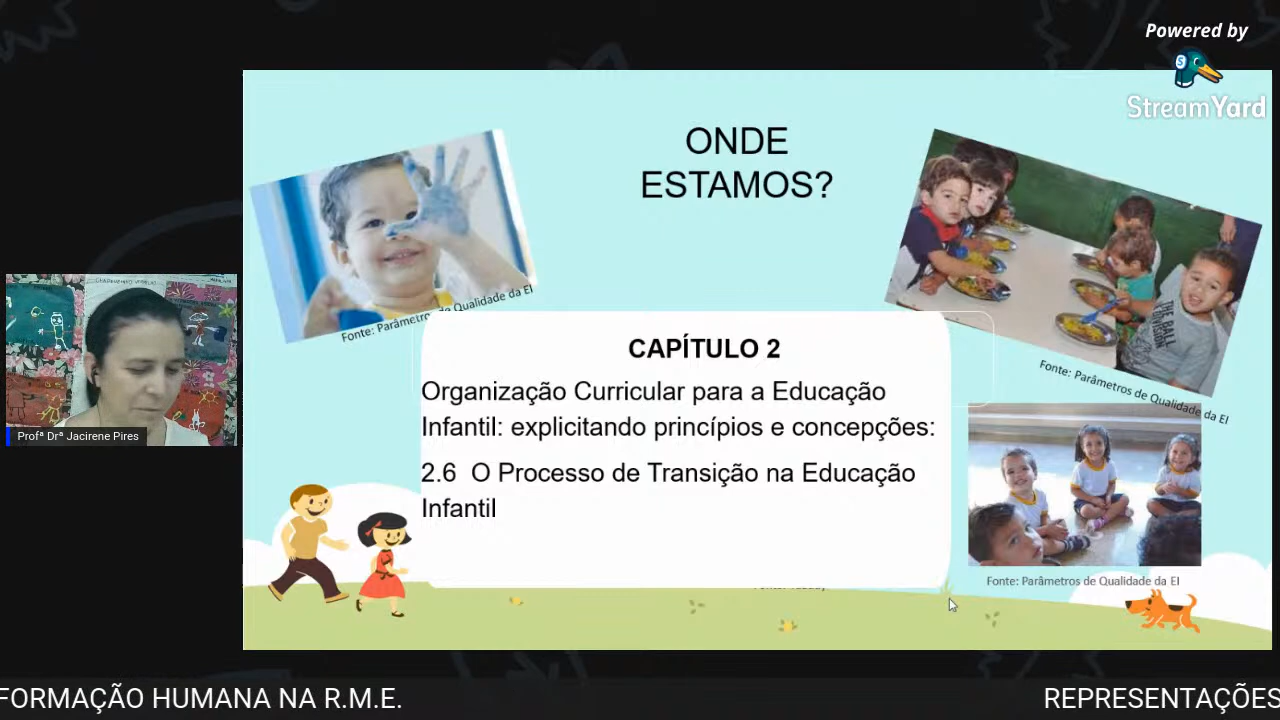 Powered by
StreamYard
ONDE
ESTAMOS?
Fonte: Parâmetros de Qualidade da EI
Fonte: Parâmetros de Qualidade da EI
CAPÍTULO 2
Organização Curricular para a Educação
Infantil: explicitando princípios e concepções:
2.6 O Processo de Transição na Educação
Infantil
THE BALL
Profª Drª Jacirene Pires
Fonte: Parâmetros de Qualidade da EI
FORMAÇÃO HUMANA NA R.M.E.
REPRESENTAÇÕES